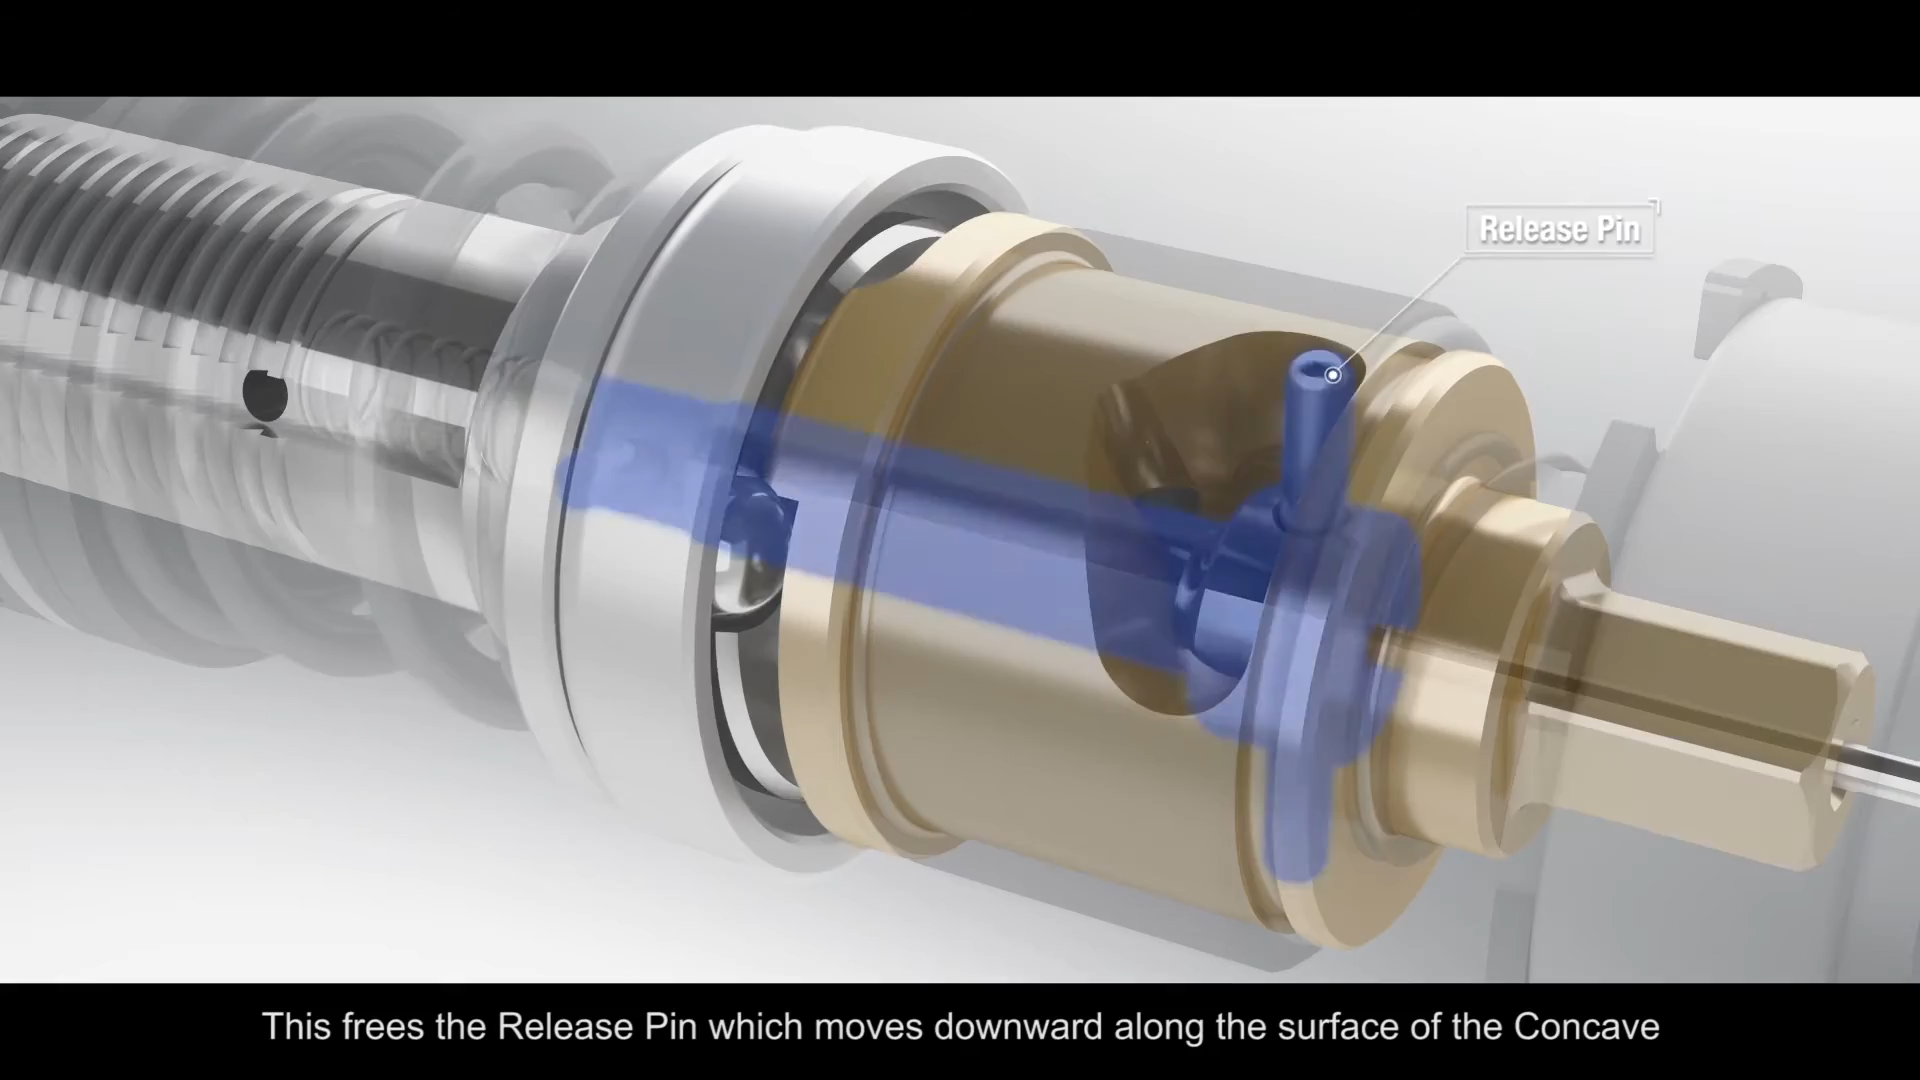 Release Pin
This frees the Release Pin which moves downward along the surface of the Concave